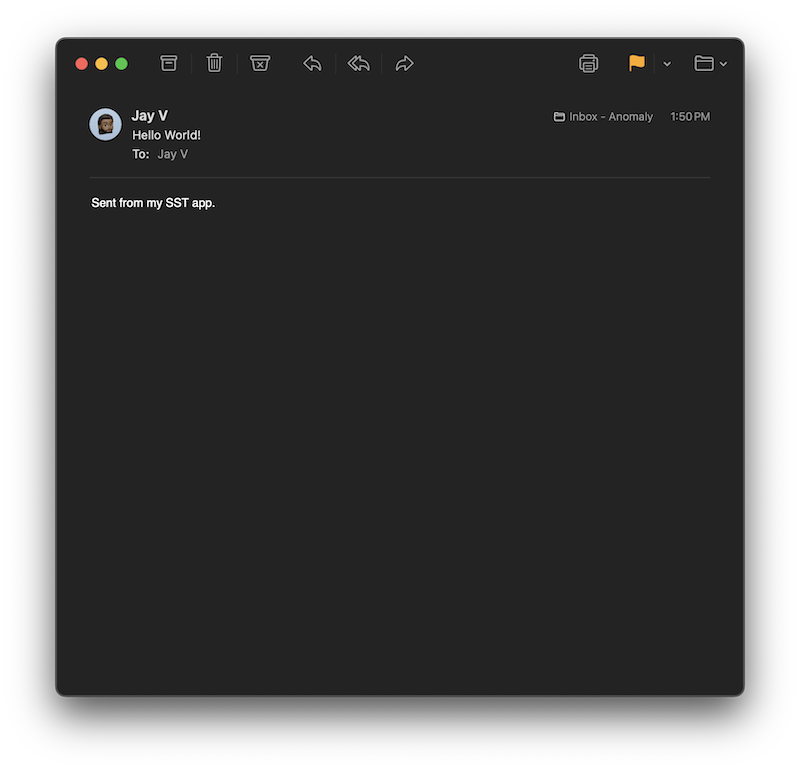 Jay V
Inbox - Anomaly 1:50 PM
Hello World!
To: Jay V
Sent from my SST app.